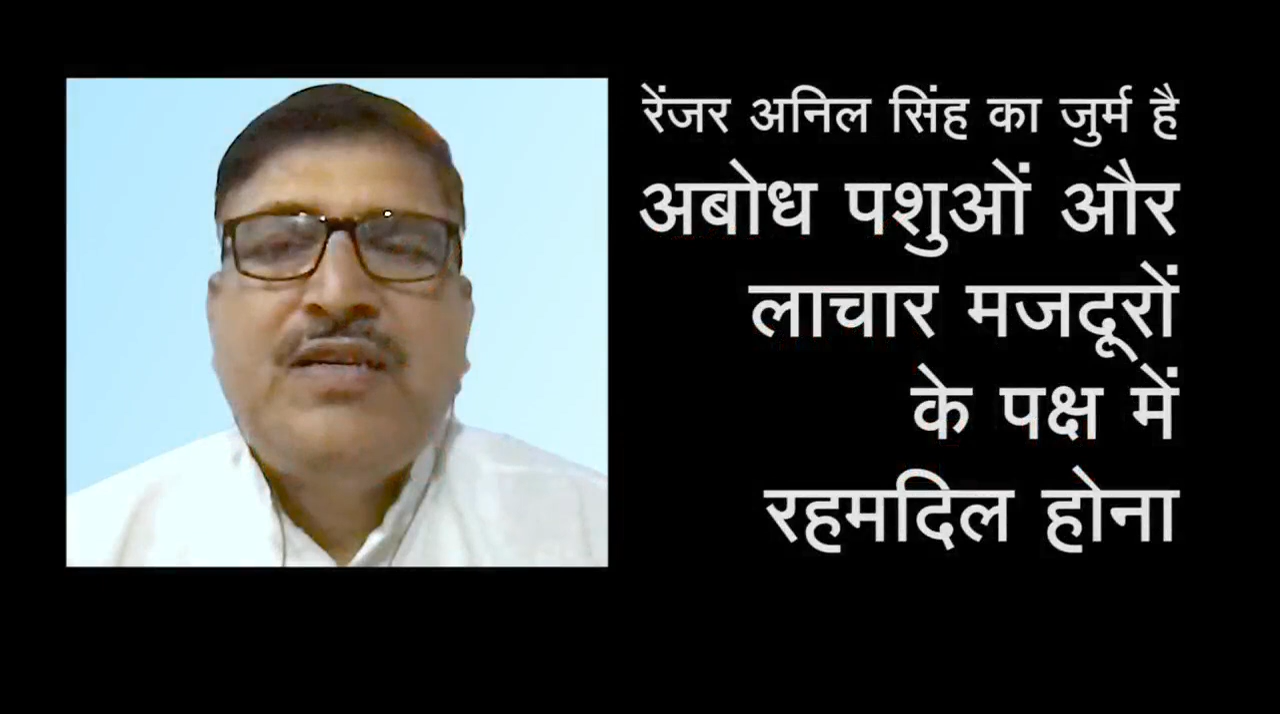 रेंजर अनिल सिंह का जुर्म है
अबोध पशुओं और
लाचार मजदूरों
के पक्ष में
रहमदिल होना